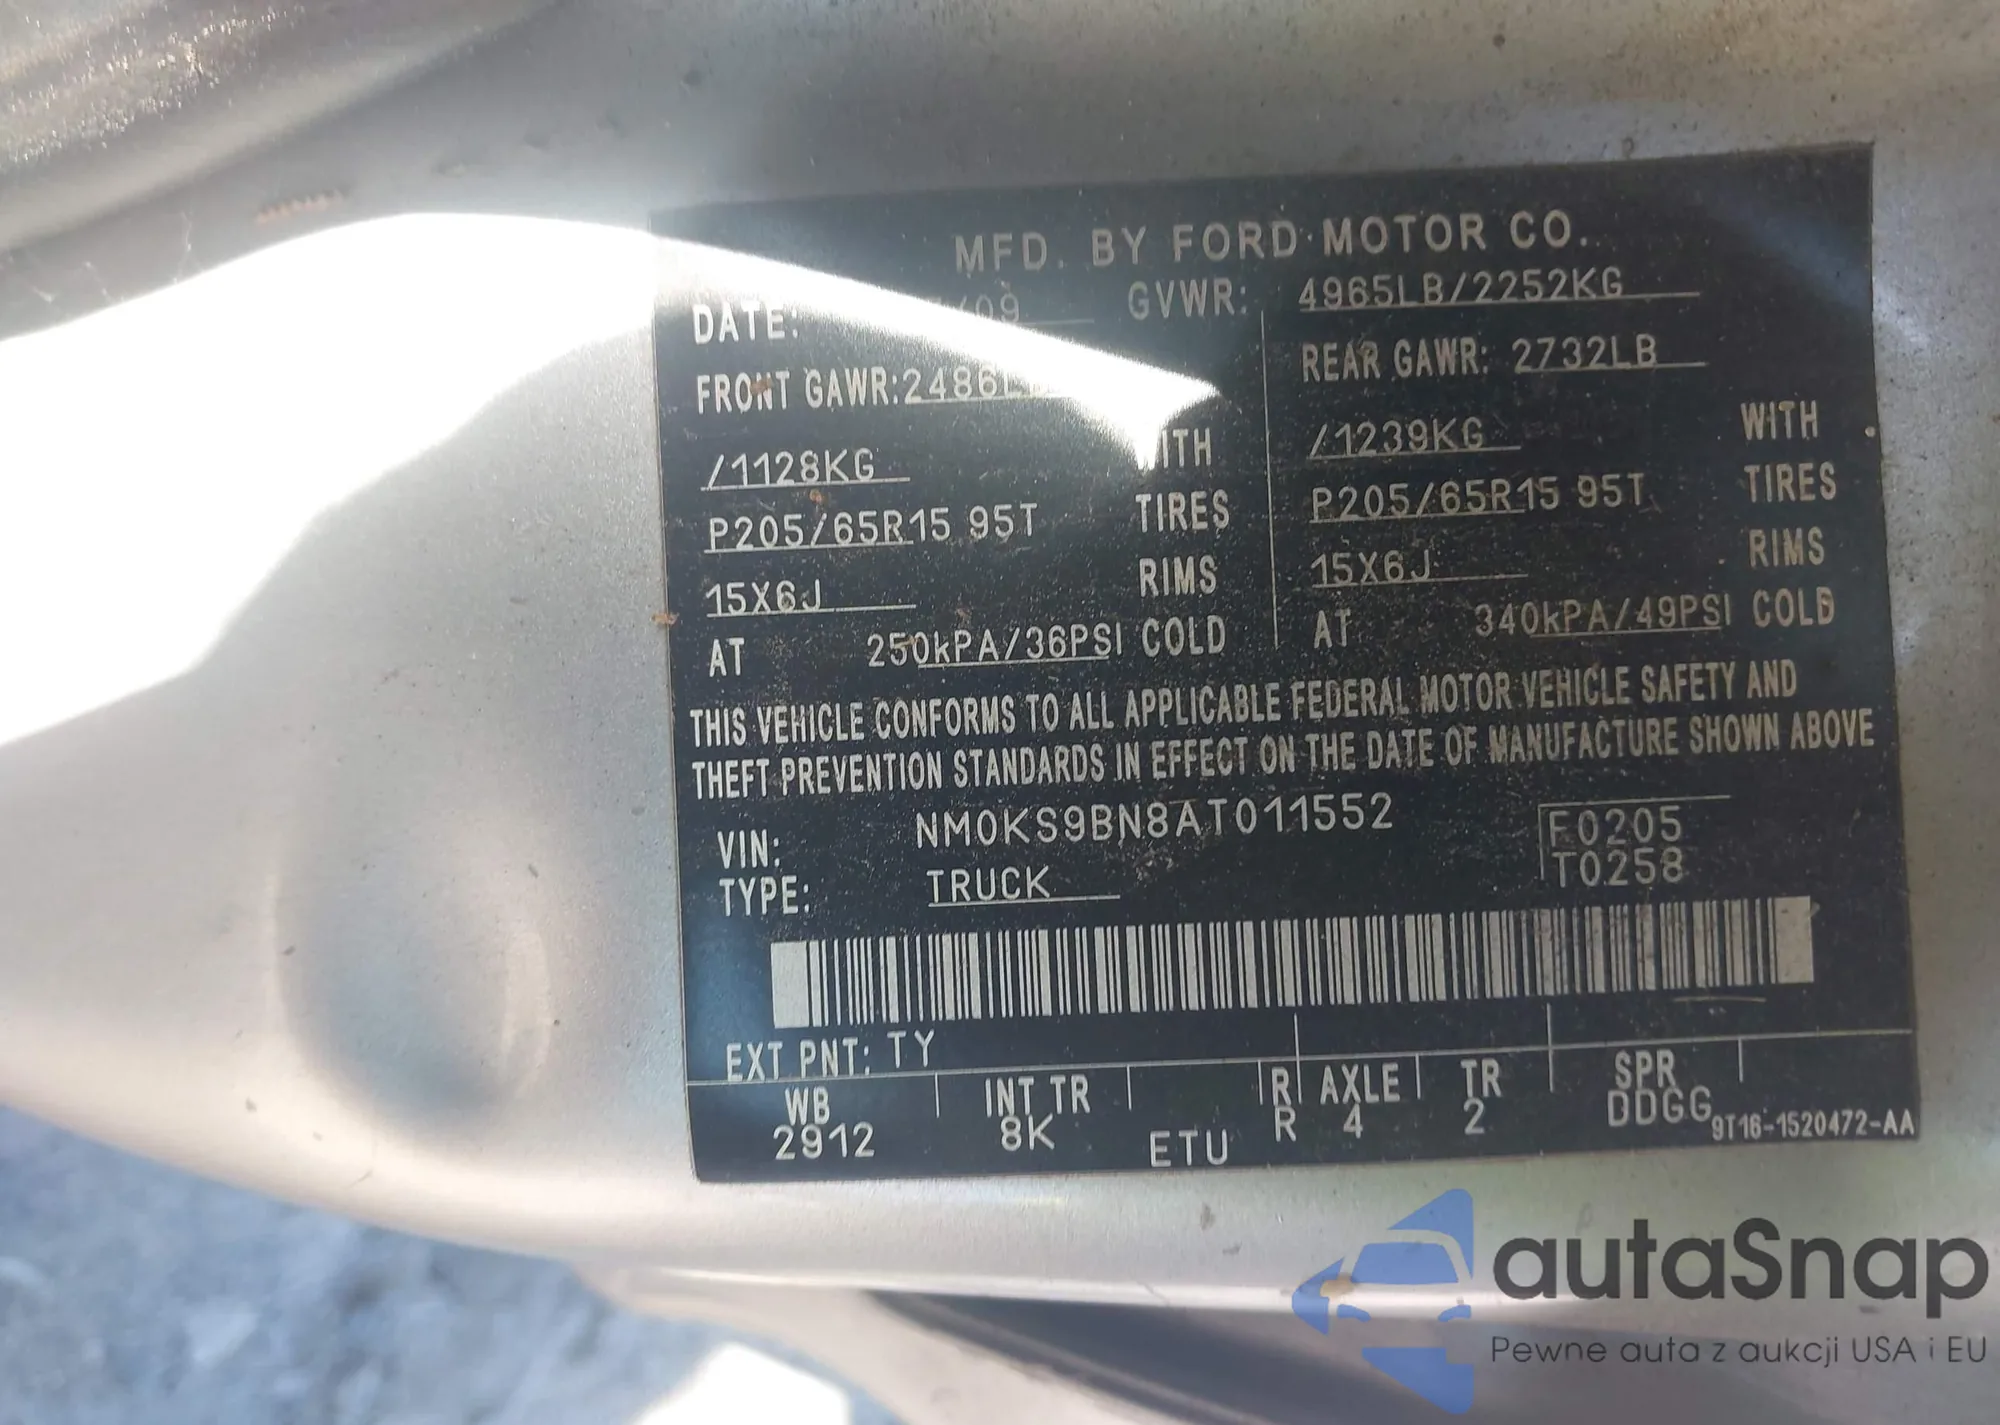 MFD. BY FORD MOTOR CO.
DATE: /09 GVWR: 4965LB/2252KG
FRONT GAWR: 2486L REAR GAWR: 2732LB
/1128KG WITH /1239KG WITH
P205/65R15 95T TIRES P205/65R15 95T TIRES
15X6J RIMS 15X6J RIMS
AT 250kPA/36PSI COLD AT 340kPA/49PSI COLD
THIS VEHICLE CONFORMS TO ALL APPLICABLE FEDERAL MOTOR VEHICLE SAFETY AND
THEFT PREVENTION STANDARDS IN EFFECT ON THE DATE OF MANUFACTURE SHOWN ABOVE
VIN: NM0KS9BN8AT011552 F0205
TYPE: TRUCK T0258
EXT PNT: TY
WB INT TR R AXLE TR SPR
2912 8K ETU R 4 2 DDGG 9T16-1520472-AA
autaSnap
Pewne auta z aukcji USA i EU